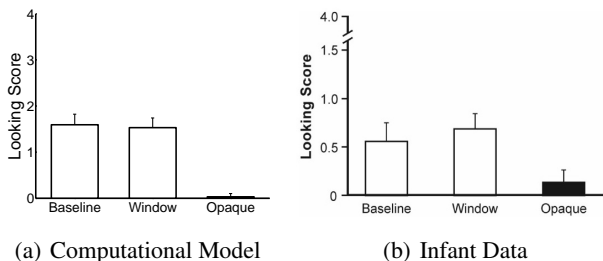 4
3
2
1
0
Looking Score
Baseline Window Opaque
(a) Computational Model
4.0
1.5
1.0
0.5
0
Looking Score
Baseline Window Opaque
(b) Infant Data